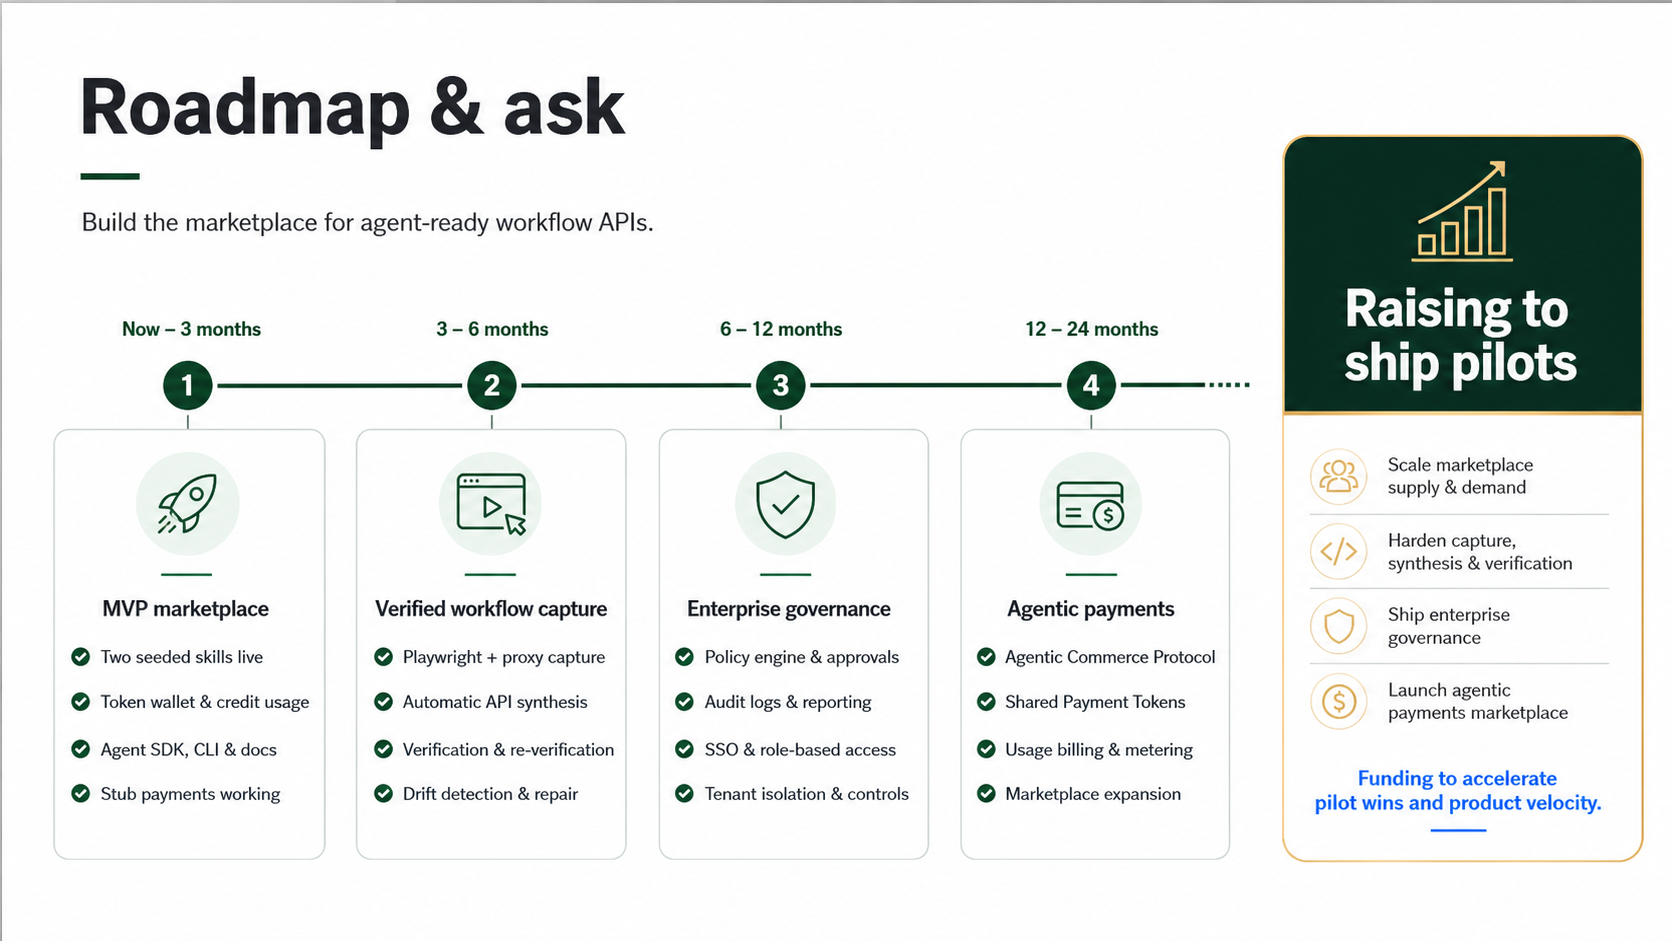 Roadmap & ask
Build the marketplace for agent-ready workflow APIs.
Now – 3 months
1
MVP marketplace
Two seeded skills live
Token wallet & credit usage
Agent SDK, CLI & docs
Stub payments working
3 – 6 months
2
Verified workflow capture
Playwright + proxy capture
Automatic API synthesis
Verification & re-verification
Drift detection & repair
6 – 12 months
3
Enterprise governance
Policy engine & approvals
Audit logs & reporting
SSO & role-based access
Tenant isolation & controls
12 – 24 months
4
$
Agentic payments
Agentic Commerce Protocol
Shared Payment Tokens
Usage billing & metering
Marketplace expansion
Raising to
ship pilots
Scale marketplace
supply & demand
</>
Harden capture,
synthesis & verification
Ship enterprise
governance
$
Launch agentic
payments marketplace
Funding to accelerate
pilot wins and product velocity.